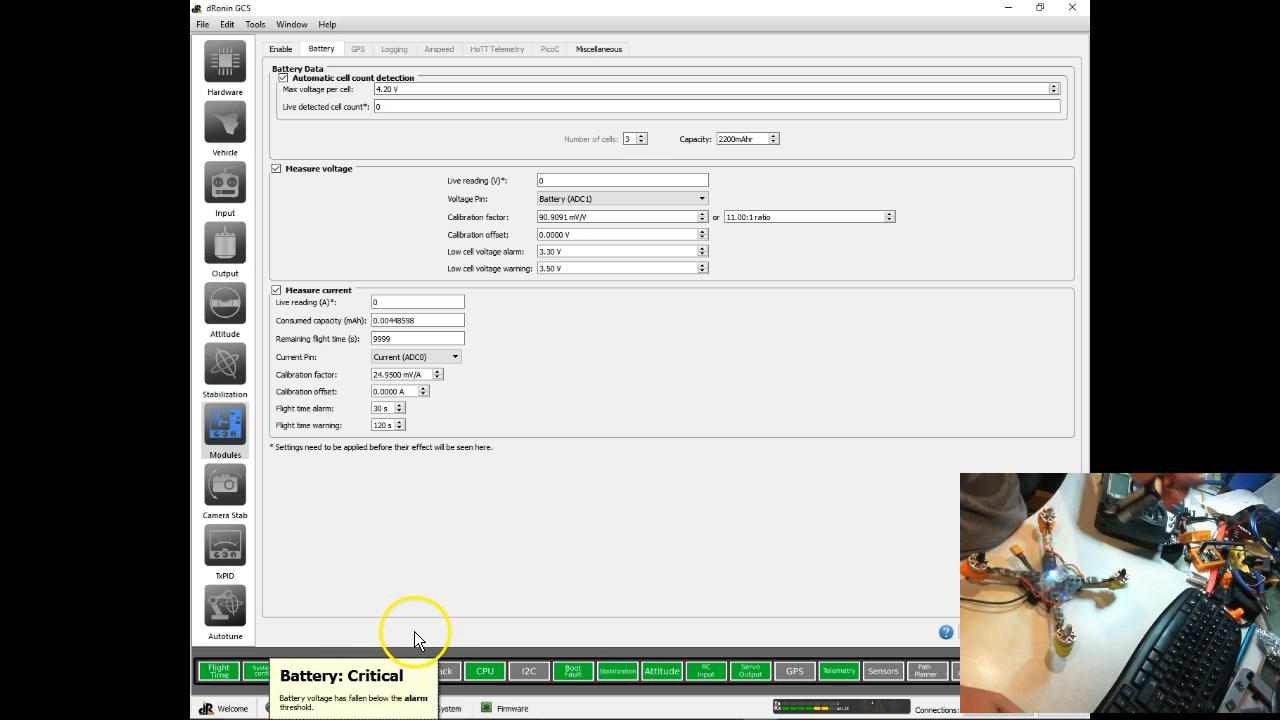 dRonin GCS
File Edit Tools Window Help
Enable Battery GPS Logging Airspeed HoTT Telemetry PicoC Miscellaneous
Hardware
Vehicle
Input
Output
Attitude
Stabilization
Modules
Camera Stab
TxPID
Autotune
Battery Data
Automatic cell count detection
Max voltage per cell: 4.20 V
Live detected cell count*: 0
Number of cells: 3 Capacity: 2200mAhr
Measure voltage
Live reading (V)*: 0
Voltage Pin: Battery (ADC1)
Calibration factor: 90.9091 mV/V or 11.00:1 ratio
Calibration offset: 0.0000 V
Low cell voltage alarm: 3.30 V
Low cell voltage warning: 3.50 V
Measure current
Live reading (A)*: 0
Consumed capacity (mAh): 0.00448598
Remaining flight time (s): 9999
Current Pin: Current (ADC0)
Calibration factor: 24.9500 mV/A
Calibration offset: 0.0000 A
Flight time alarm: 30 s
Flight time warning: 120 s
* Settings need to be applied before their effect will be seen here.
Flight Time CPU I2C Boot Fault Stabilization Attitude RC Input Servo Output GPS Telemetry Sensors Path Planner
Battery: Critical
Battery voltage has fallen below the alarm
threshold.
Welcome Firmware Tx Rx Connections: